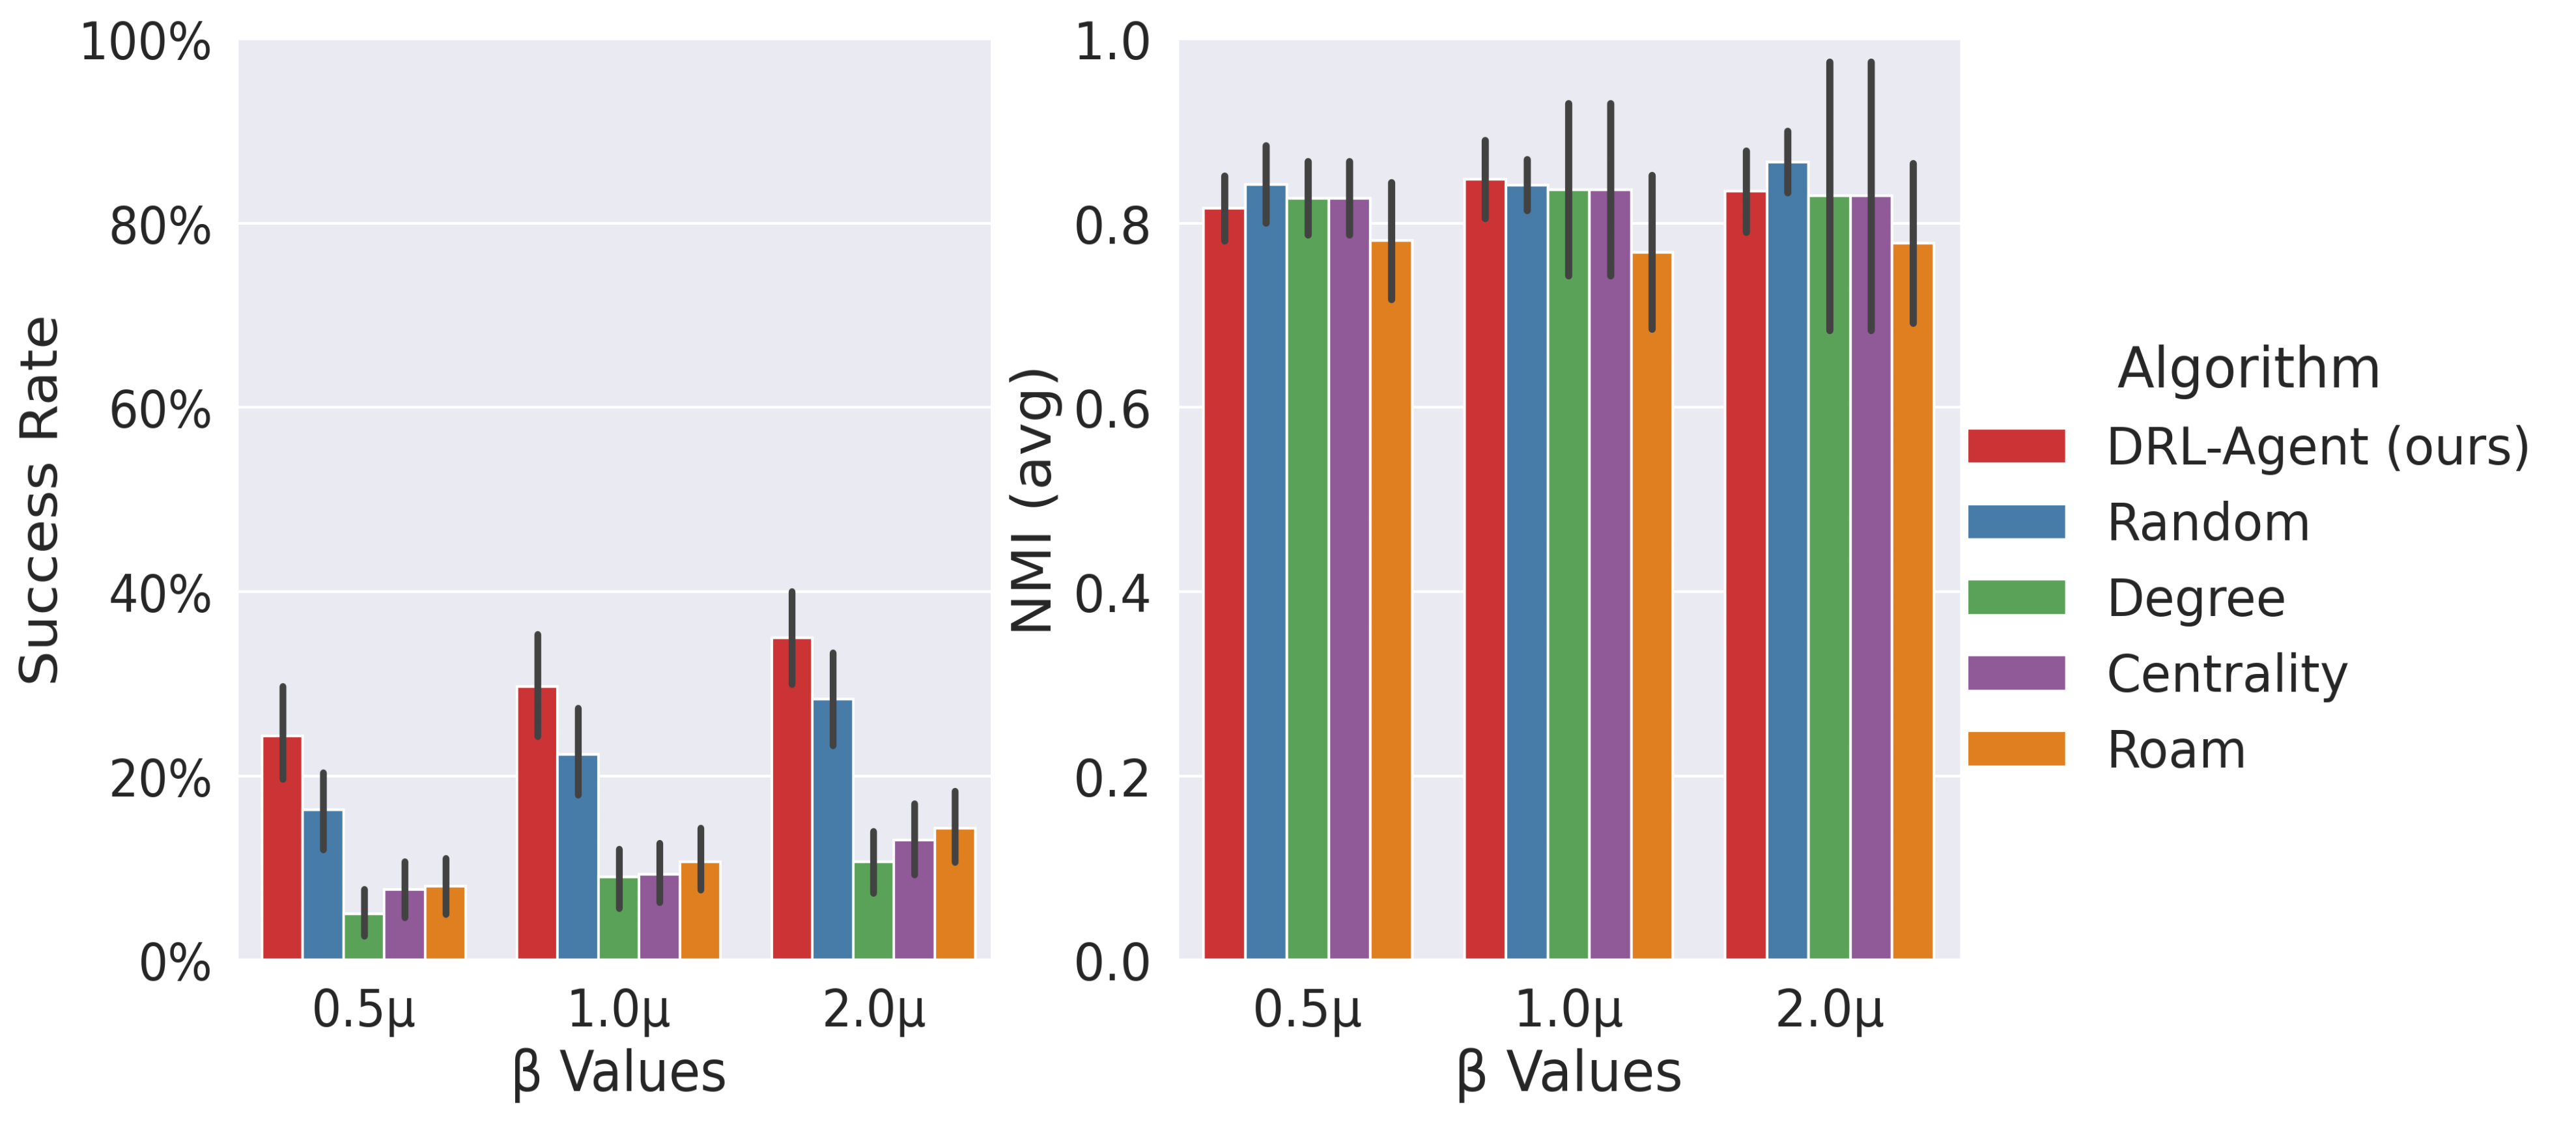 100%
80%
60%
40%
20%
0%
Success Rate
0.5μ
1.0μ
2.0μ
β Values
1.0
0.8
0.6
0.4
0.2
0.0
NMI (avg)
0.5μ
1.0μ
2.0μ
β Values
Algorithm
DRL-Agent (ours)
Random
Degree
Centrality
Roam